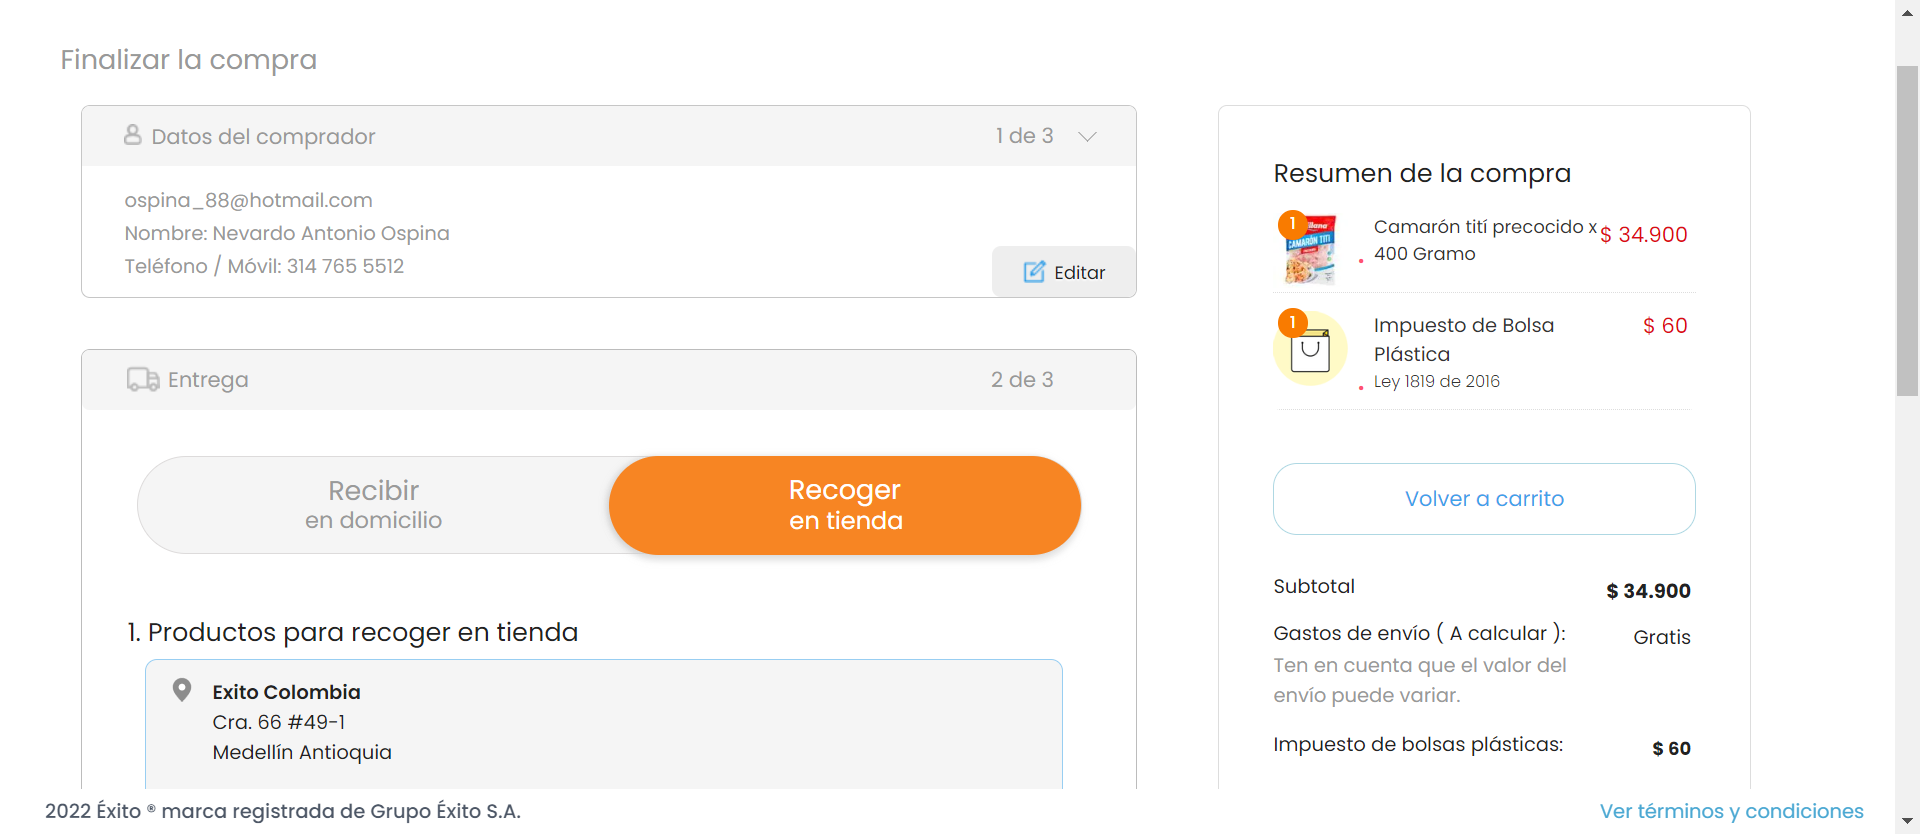 Finalizar la compra
Datos del comprador
1 de 3
ospina_88@hotmail.com
Nombre: Nevardo Antonio Ospina
Teléfono / Móvil: 314 765 5512
Editar
Entrega
2 de 3
Recibir
en domicilio
Recoger
en tienda
1. Productos para recoger en tienda
Exito Colombia
Cra. 66 #49-1
Medellín Antioquia
Resumen de la compra
1
CAMARÓN TITÍ
Camarón tití precocido x
400 Gramo
$ 34.900
1
Impuesto de Bolsa
Plástica
Ley 1819 de 2016
$ 60
Volver a carrito
Subtotal
$ 34.900
Gastos de envío ( A calcular ):
Gratis
Ten en cuenta que el valor del
envío puede variar.
Impuesto de bolsas plásticas:
$ 60
2022 Éxito ® marca registrada de Grupo Éxito S.A.
Ver términos y condiciones